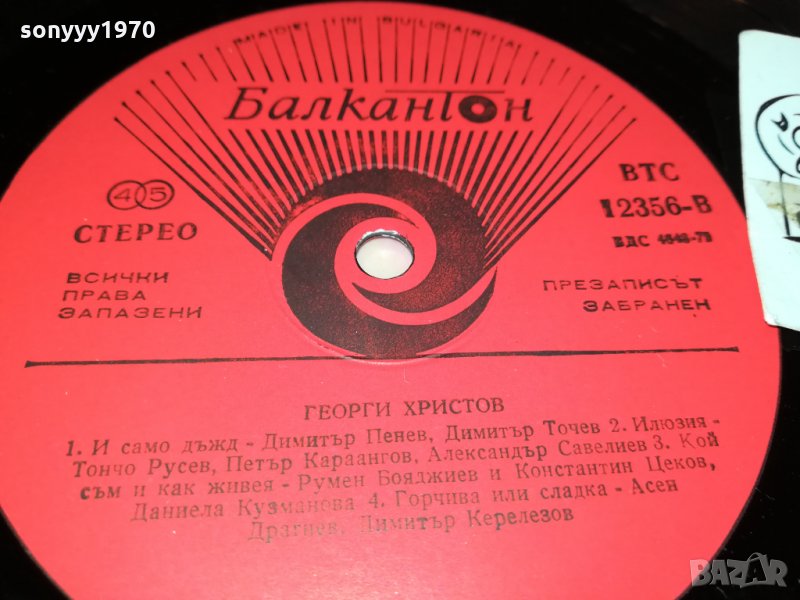 sonyyy1970
MADE IN BULGARIA
Балкантон
45
СТЕРЕО
ВТС
12356-В
ВДС 4848-79
ВСИЧКИ
ПРАВА
ЗАПАЗЕНИ
ПРЕЗАПИСЪТ
ЗАБРАНЕН
ГЕОРГИ ХРИСТОВ
1. И само дъжд - Димитър Пенев, Димитър Точев 2. Илюзия -
Тончо Русев, Петър Караангов, Александър Савелиев 3. Кой
съм и как живея - Румен Бояджиев и Константин Цеков,
Даниела Кузманова 4. Горчива или сладка - Асен
Драгнев, Димитър Керелезов
BAZAR